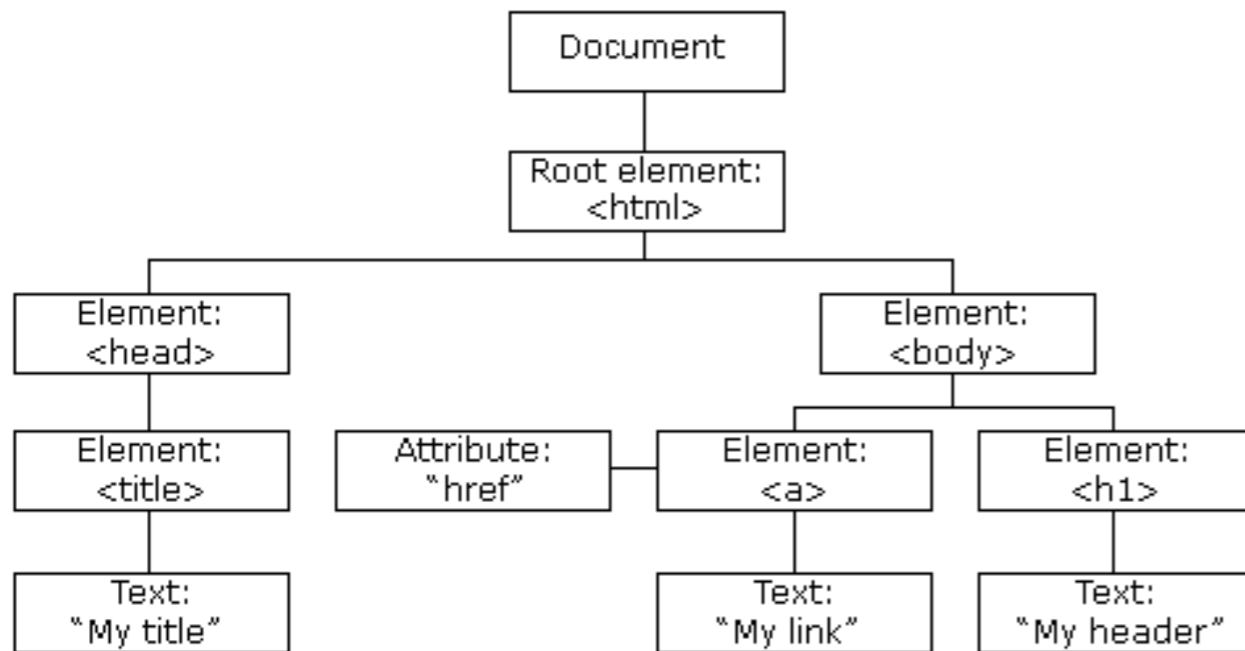 Document
Root element:
<html>
Element:
<head>
Element:
<body>
Element:
<title>
Attribute:
“href”
Element:
<a>
Element:
<h1>
Text:
“My title”
Text:
“My link”
Text:
“My header”